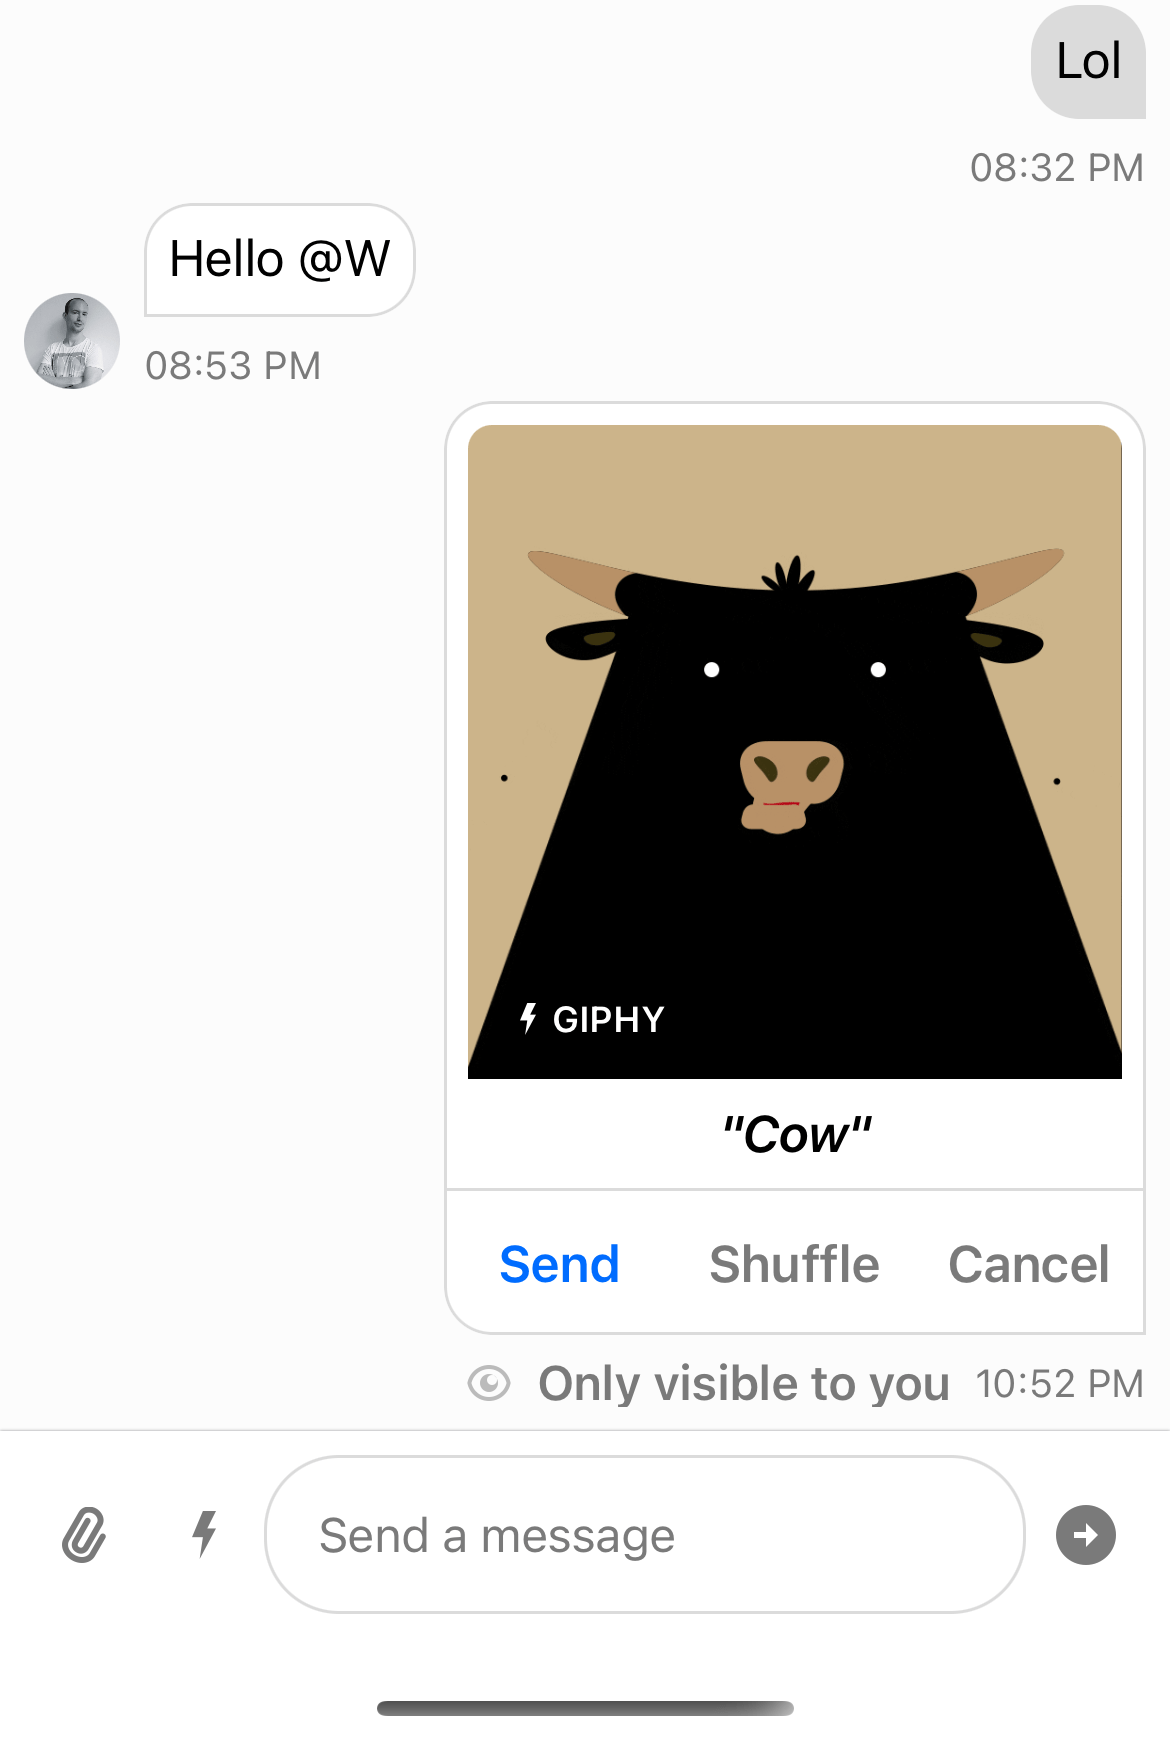 Lol
08:32 PM
Hello @W
08:53 PM
GIPHY
"Cow"
Send Shuffle Cancel
Only visible to you 10:52 PM
Send a message